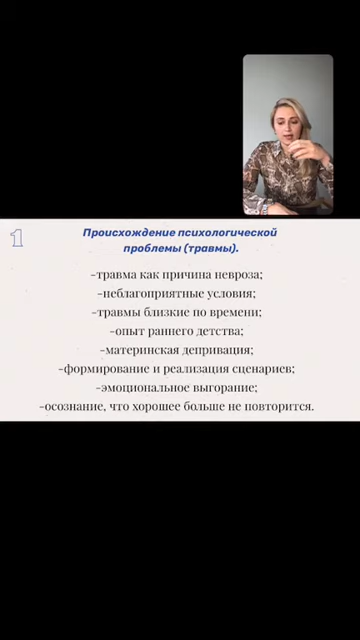 1
Происхождение психологической
проблемы (травмы).
-травма как причина невроза;
-неблагоприятные условия;
-травмы близкие по времени;
-опыт раннего детства;
-материнская депривация;
-формирование и реализация сценариев;
-эмоциональное выгорание;
-осознание, что хорошее больше не повторится.